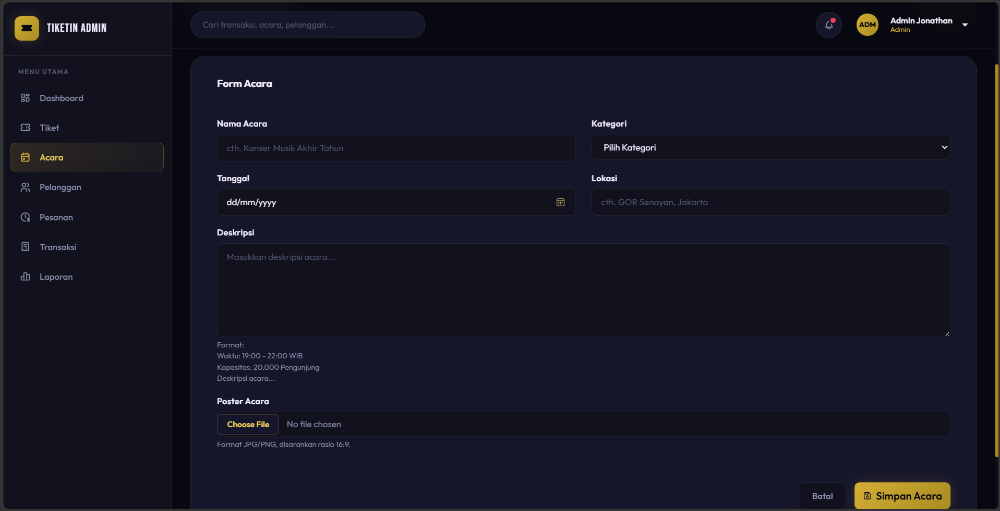 TIKETIN ADMIN
Cari transaksi, acara, pelanggan...
ADM
Admin Jonathan
Admin
MENU UTAMA
Dashboard
Tiket
Acara
Pelanggan
Pesanan
Transaksi
Laporan
Form Acara
Nama Acara
cth. Konser Musik Akhir Tahun
Kategori
Pilih Kategori
Tanggal
dd/mm/yyyy
Lokasi
cth. GOR Senayan, Jakarta
Deskripsi
Masukkan deskripsi acara...
Format:
Waktu: 19:00 - 22:00 WIB
Kapasitas: 20.000 Pengunjung
Deskripsi acara...
Poster Acara
Choose File No file chosen
Format JPG/PNG, disarankan rasio 16:9.
Batal
Simpan Acara